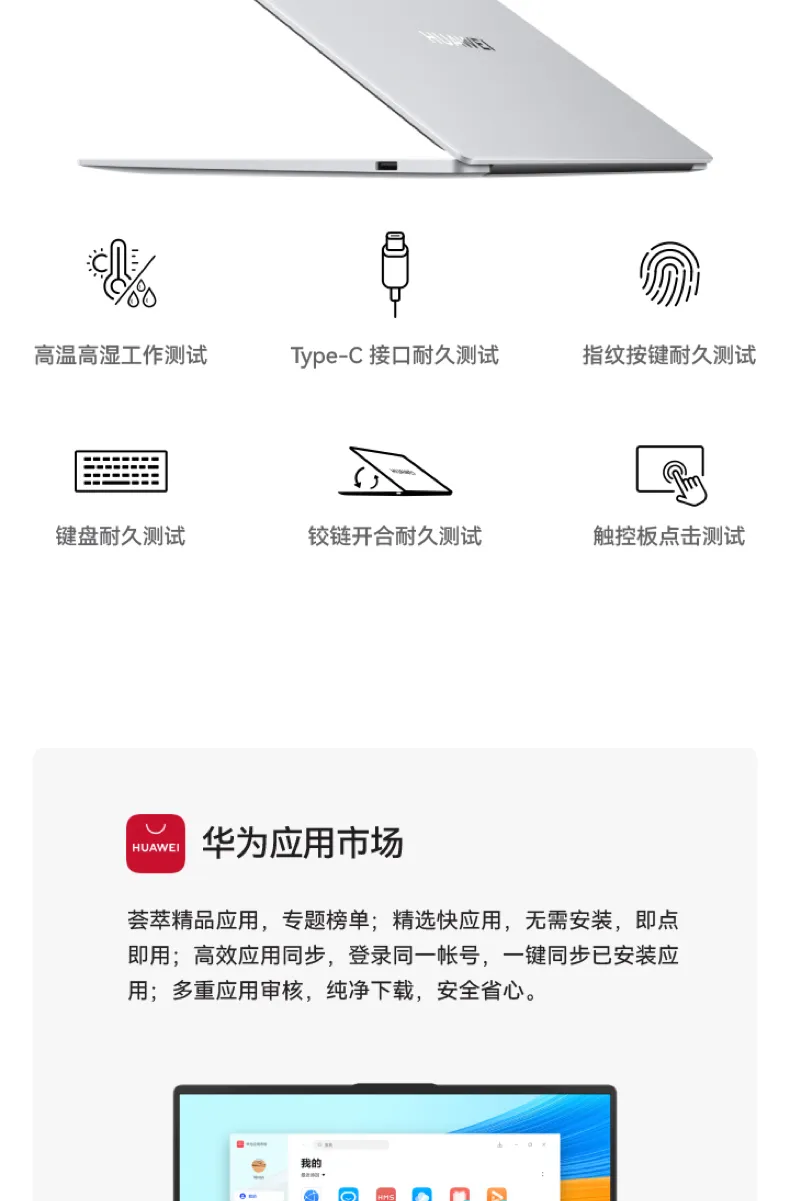 HUAWEI
高温高湿工作测试
Type-C 接口耐久测试
指纹按键耐久测试
HUAWEI
键盘耐久测试
铰链开合耐久测试
触控板点击测试
HUAWEI
华为应用市场
荟萃精品应用，专题榜单；精选快应用，无需安装，即点
即用；高效应用同步，登录同一帐号，一键同步已安装应
用；多重应用审核，纯净下载，安全省心。
我的
HMS